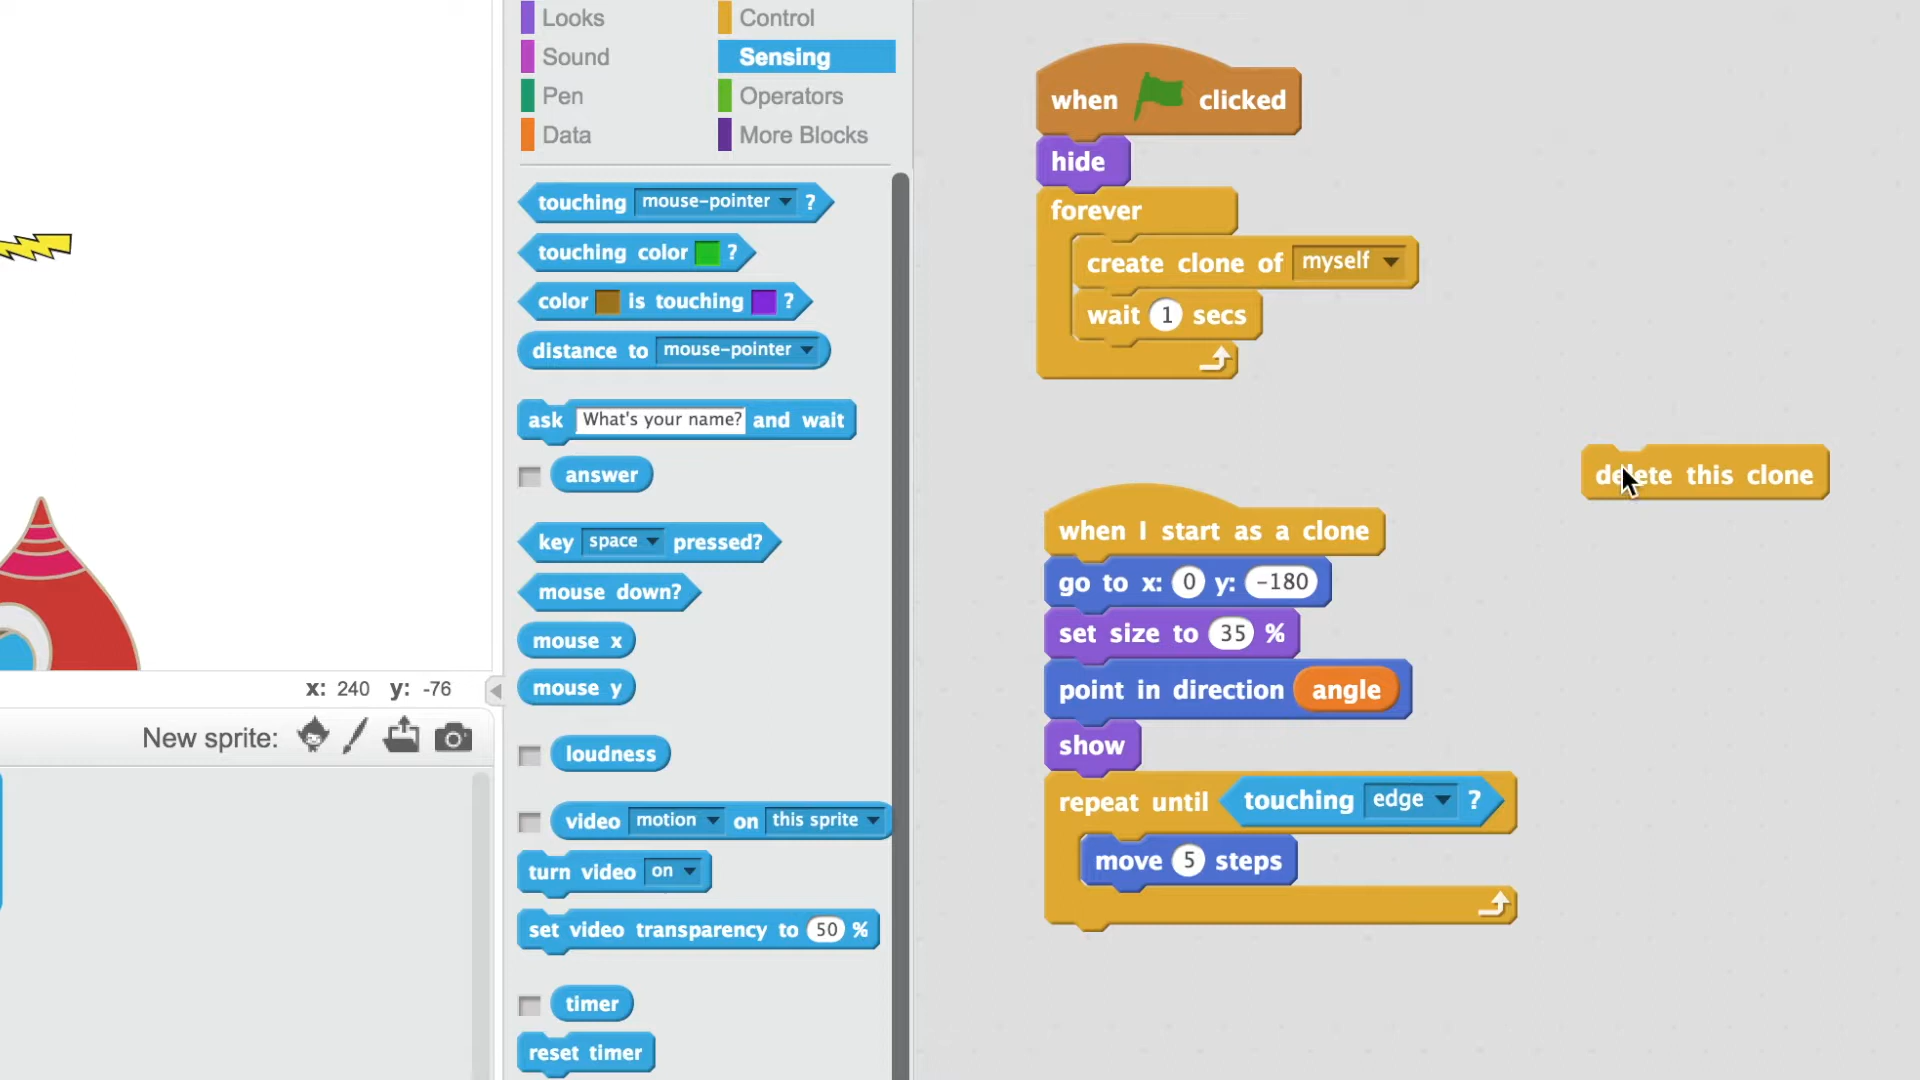 Looks
Control
Sound
Sensing
Pen
Operators
Data
More Blocks
touching mouse-pointer ?
touching color ?
color is touching ?
distance to mouse-pointer
ask What's your name? and wait
answer
key space pressed?
mouse down?
mouse x
mouse y
loudness
video motion on this sprite
turn video on
set video transparency to 50 %
timer
reset timer
x: 240 y: -76
New sprite:
when clicked
hide
forever
create clone of myself
wait 1 secs
delete this clone
when I start as a clone
go to x: 0 y: -180
set size to 35 %
point in direction angle
show
repeat until touching edge ?
move 5 steps